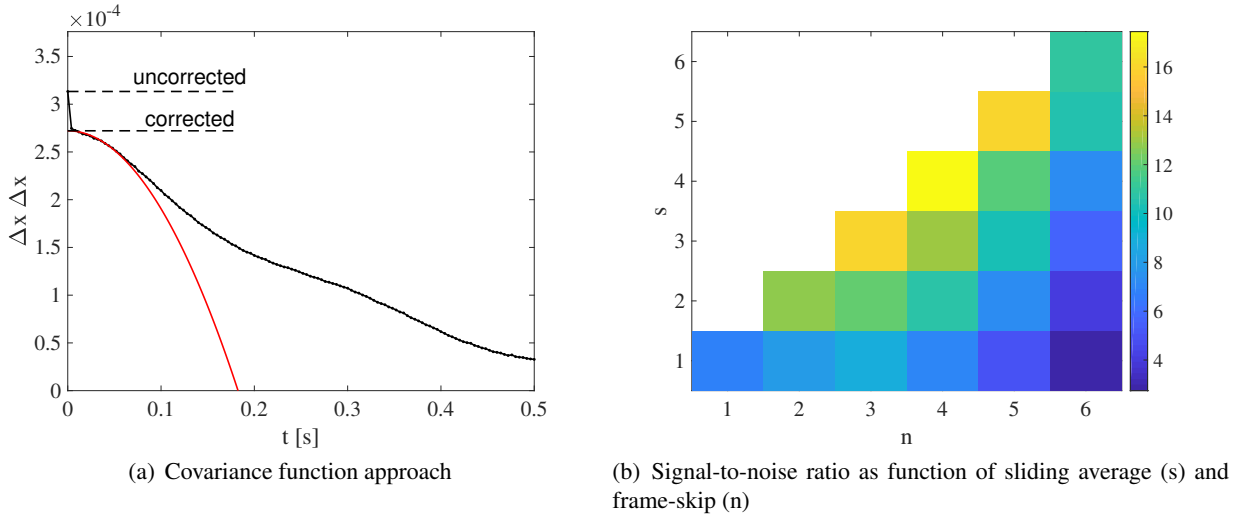 ×10⁻⁴
3.5
3
2.5
2
1.5
1
0.5
0
Δx Δx
uncorrected
corrected
0 0.1 0.2 0.3 0.4 0.5
t [s]
(a) Covariance function approach
6
5
4
3
2
1
s
1 2 3 4 5 6
n
16
14
12
10
8
6
4
(b) Signal-to-noise ratio as function of sliding average (s) and
frame-skip (n)